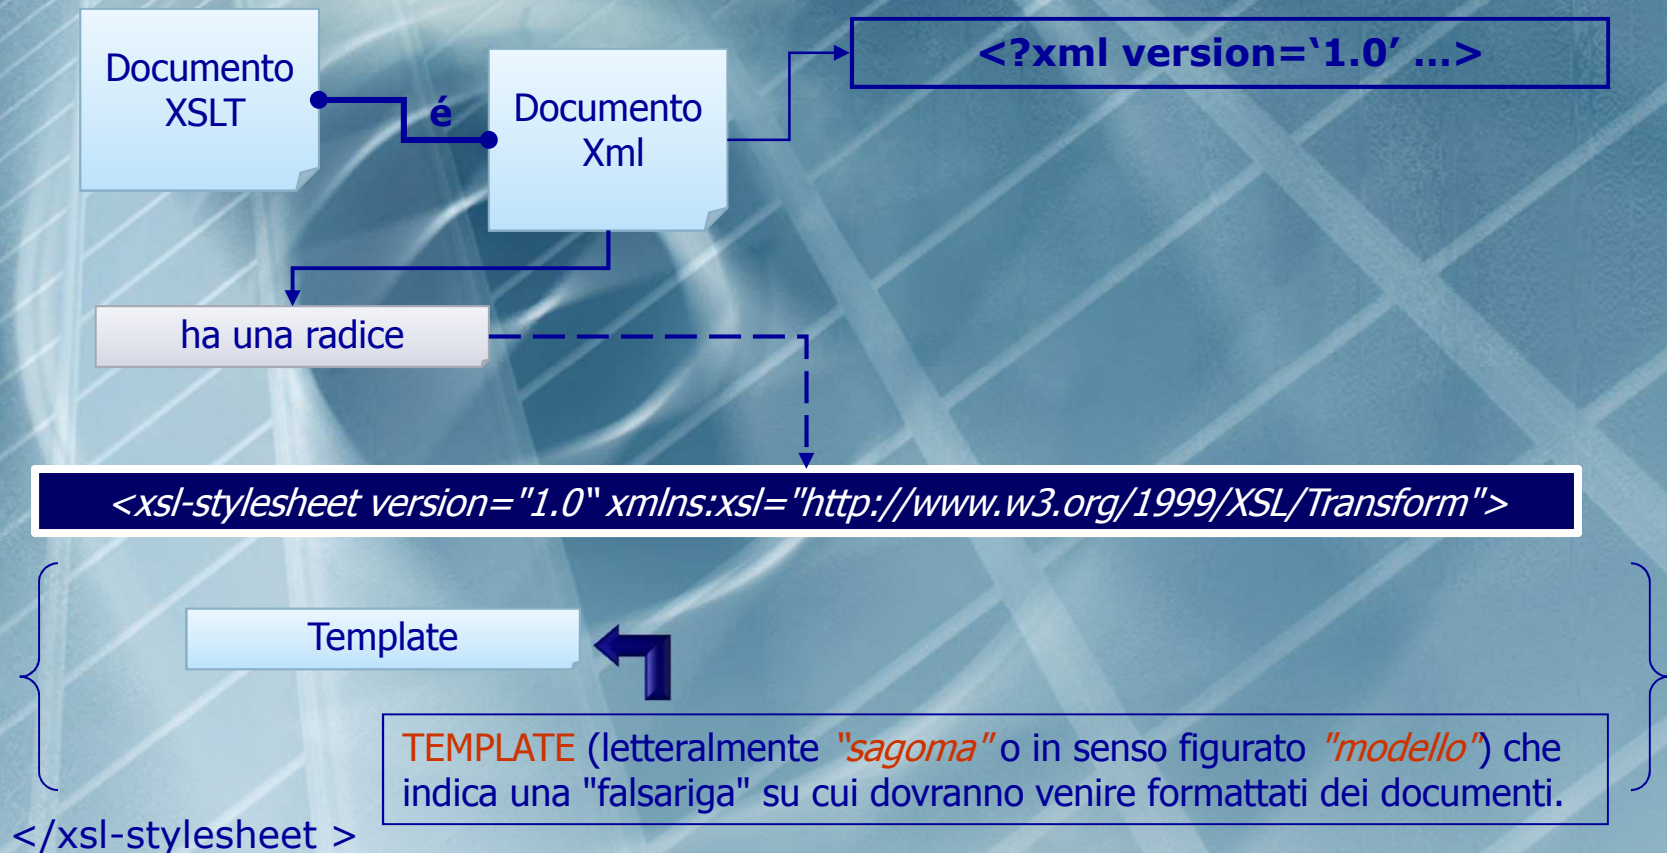 Documento
XSLT
é
Documento
Xml
<?xml version=‘1.0’ …>
ha una radice
<xsl-stylesheet version="1.0“ xmlns:xsl="http://www.w3.org/1999/XSL/Transform">
Template
TEMPLATE (letteralmente “sagoma” o in senso figurato ”modello”) che
indica una "falsariga" su cui dovranno venire formattati dei documenti.
</xsl-stylesheet >